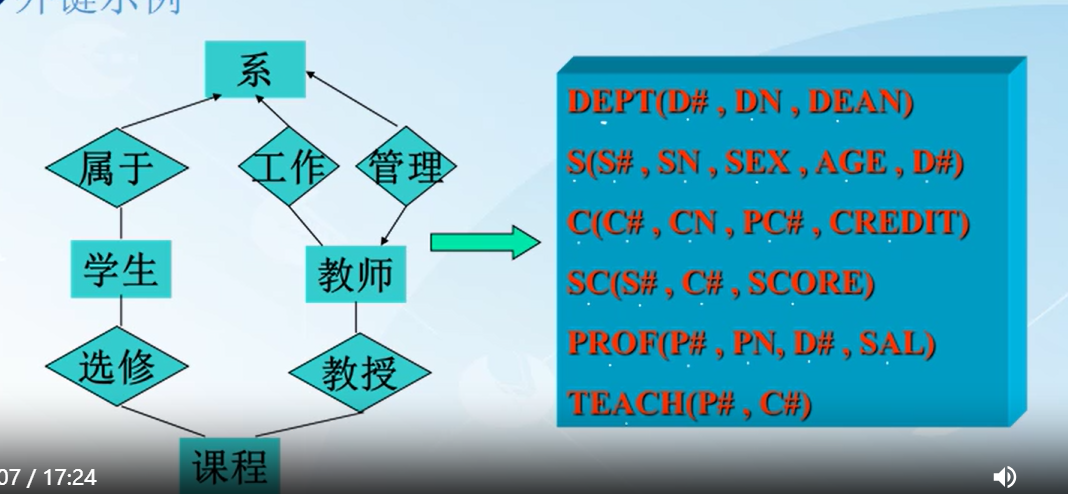 外键示例
系
属于
工作
管理
学生
教师
选修
教授
课程
DEPT(D# , DN , DEAN)
S(S# , SN , SEX , AGE , D#)
C(C# , CN , PC# , CREDIT)
SC(S# , C# , SCORE)
PROF(P# , PN, D# , SAL)
TEACH(P# , C#)
07 / 17:24